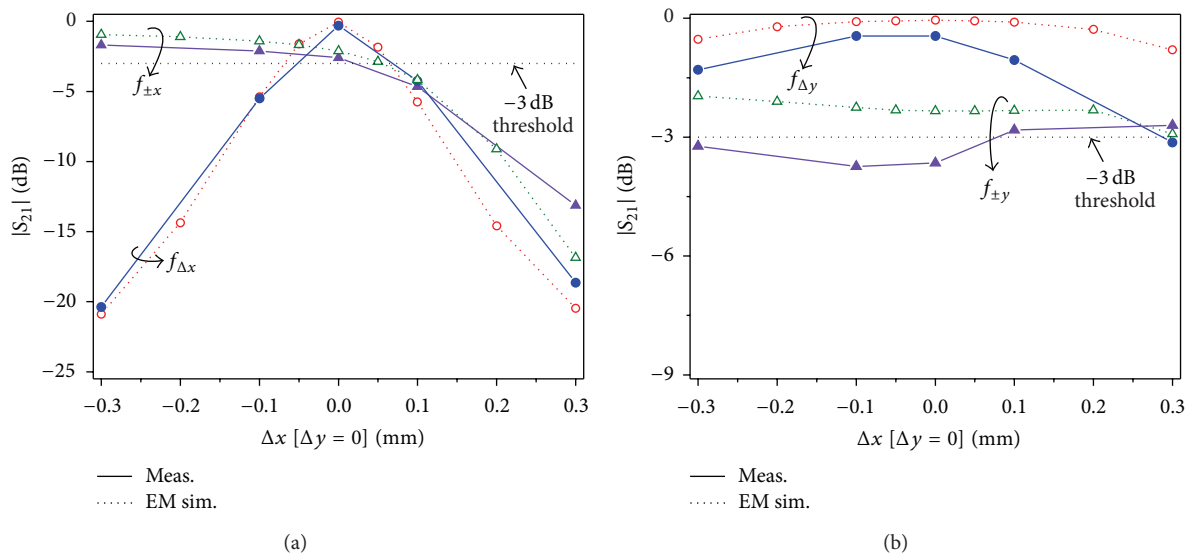 0
−5
−10
−15
−20
−25
|S21| (dB)
f±x
−3 dB
threshold
fΔx
−0.3 −0.2 −0.1 0.0 0.1 0.2 0.3
Δx [Δy = 0] (mm)
Meas.
EM sim.
(a)
0
−3
−6
−9
|S21| (dB)
fΔy
f±y
−3 dB
threshold
−0.3 −0.2 −0.1 0.0 0.1 0.2 0.3
Δx [Δy = 0] (mm)
Meas.
EM sim.
(b)